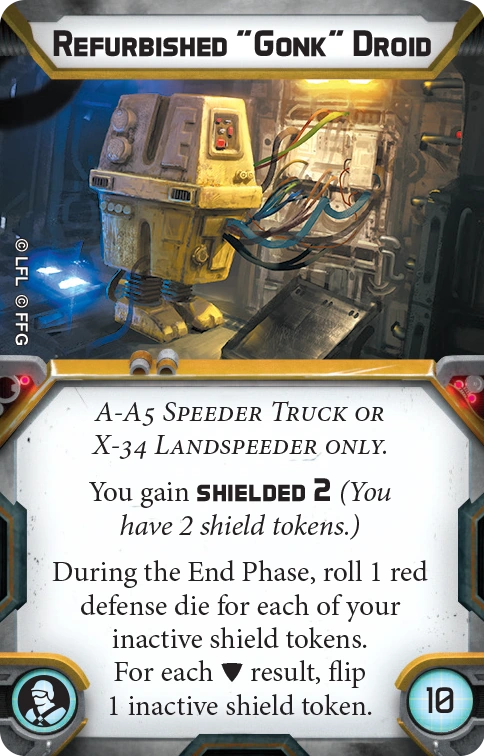 Refurbished "Gonk" Droid
© LFL © FFG
A-A5 Speeder Truck or
X-34 Landspeeder only.
You gain shielded 2 (You
have 2 shield tokens.)
During the End Phase, roll 1 red
defense die for each of your
inactive shield tokens.
For each result, flip
1 inactive shield token.
10